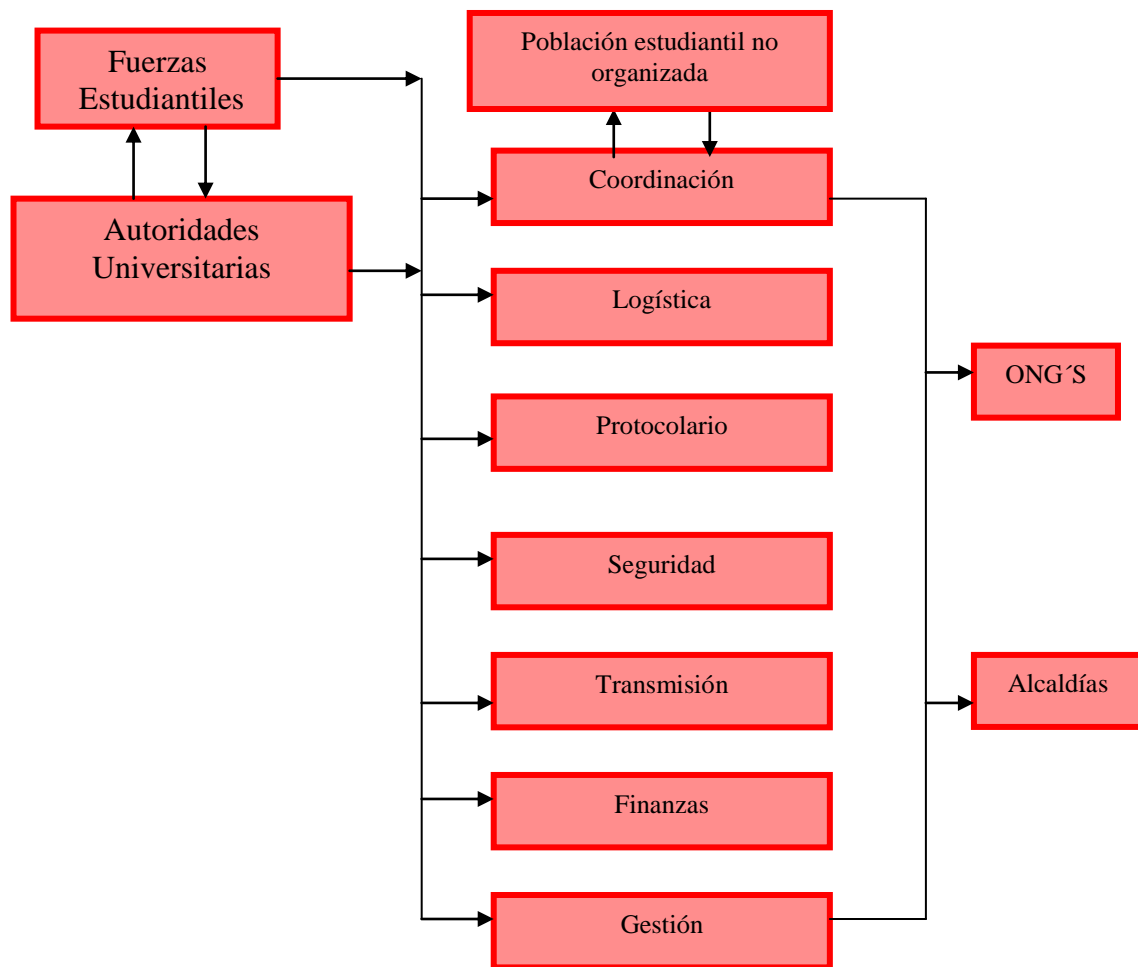 Fuerzas
Estudiantiles
Autoridades
Universitarias
Población estudiantil no
organizada
Coordinación
Logística
Protocolario
Seguridad
Transmisión
Finanzas
Gestión
ONG´S
Alcaldías